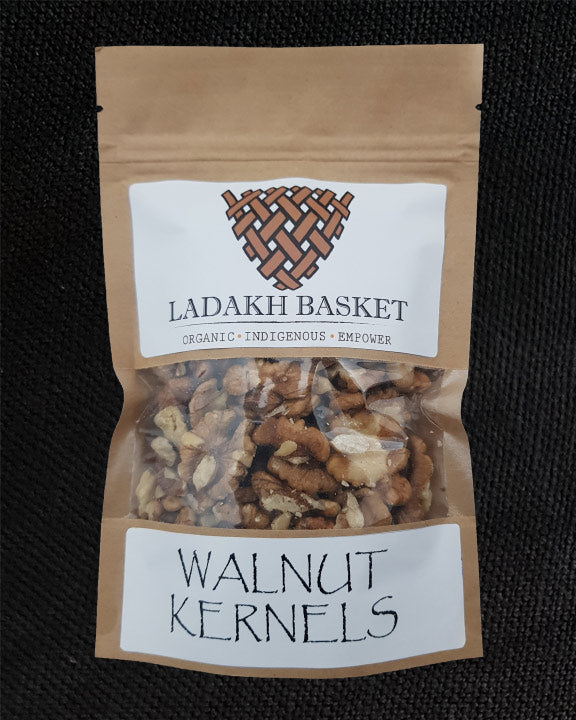 LADAKH BASKET
ORGANIC • INDIGENOUS • EMPOWER
WALNUT
KERNELS